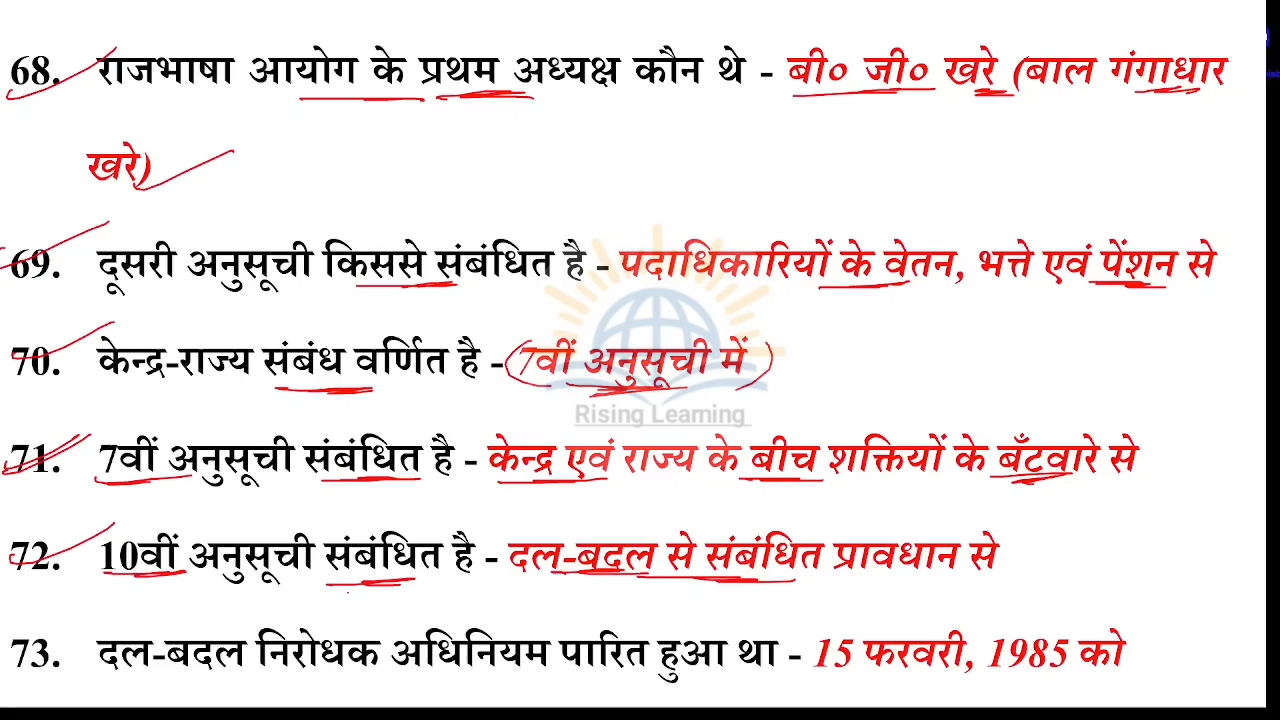 68. राजभाषा आयोग के प्रथम अध्यक्ष कौन थे - बी० जी० खरे (बाल गंगाधार
खरे)
69. दूसरी अनुसूची किससे संबंधित है - पदाधिकारियों के वेतन, भत्ते एवं पेंशन से
70. केन्द्र-राज्य संबंध वर्णित है - 7वीं अनुसूची में
Rising Learning
71. 7वीं अनुसूची संबंधित है - केन्द्र एवं राज्य के बीच शक्तियों के बँटवारे से
72. 10वीं अनुसूची संबंधित है - दल-बदल से संबंधित प्रावधान से
73. दल-बदल निरोधक अधिनियम पारित हुआ था - 15 फरवरी, 1985 को